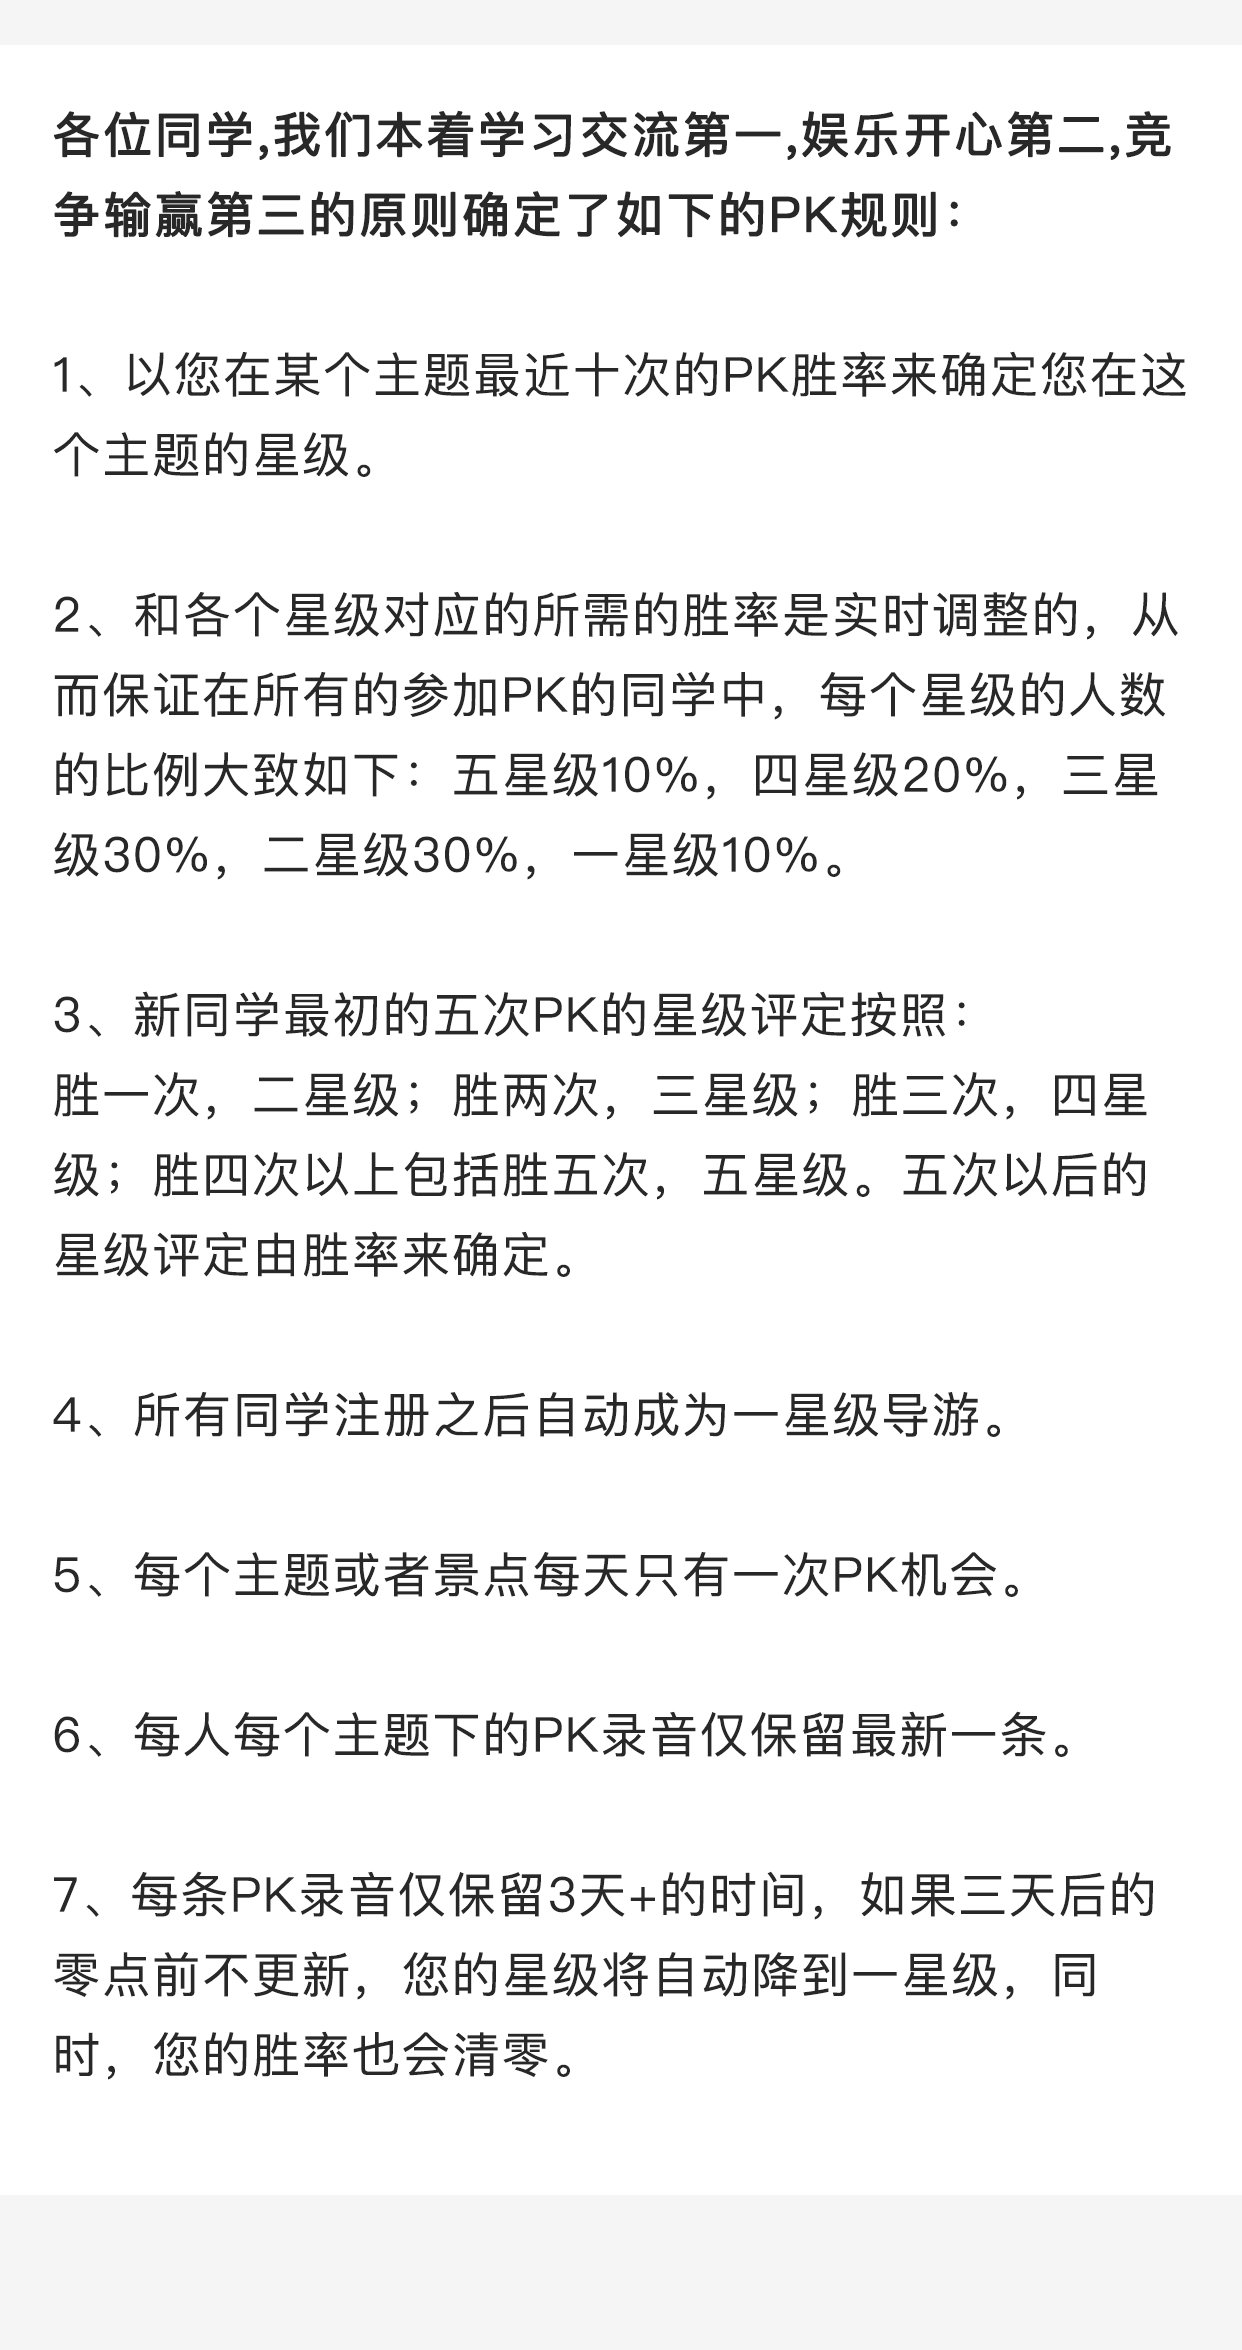 各位同学,我们本着学习交流第一,娱乐开心第二,竞
争输赢第三的原则确定了如下的PK规则：
1、以您在某个主题最近十次的PK胜率来确定您在这
个主题的星级。
2、和各个星级对应的所需的胜率是实时调整的，从
而保证在所有的参加PK的同学中，每个星级的人数
的比例大致如下：五星级10%，四星级20%，三星
级30%，二星级30%，一星级10%。
3、新同学最初的五次PK的星级评定按照：
胜一次，二星级；胜两次，三星级；胜三次，四星
级；胜四次以上包括胜五次，五星级。五次以后的
星级评定由胜率来确定。
4、所有同学注册之后自动成为一星级导游。
5、每个主题或者景点每天只有一次PK机会。
6、每人每个主题下的PK录音仅保留最新一条。
7、每条PK录音仅保留3天+的时间，如果三天后的
零点前不更新，您的星级将自动降到一星级，同
时，您的胜率也会清零。